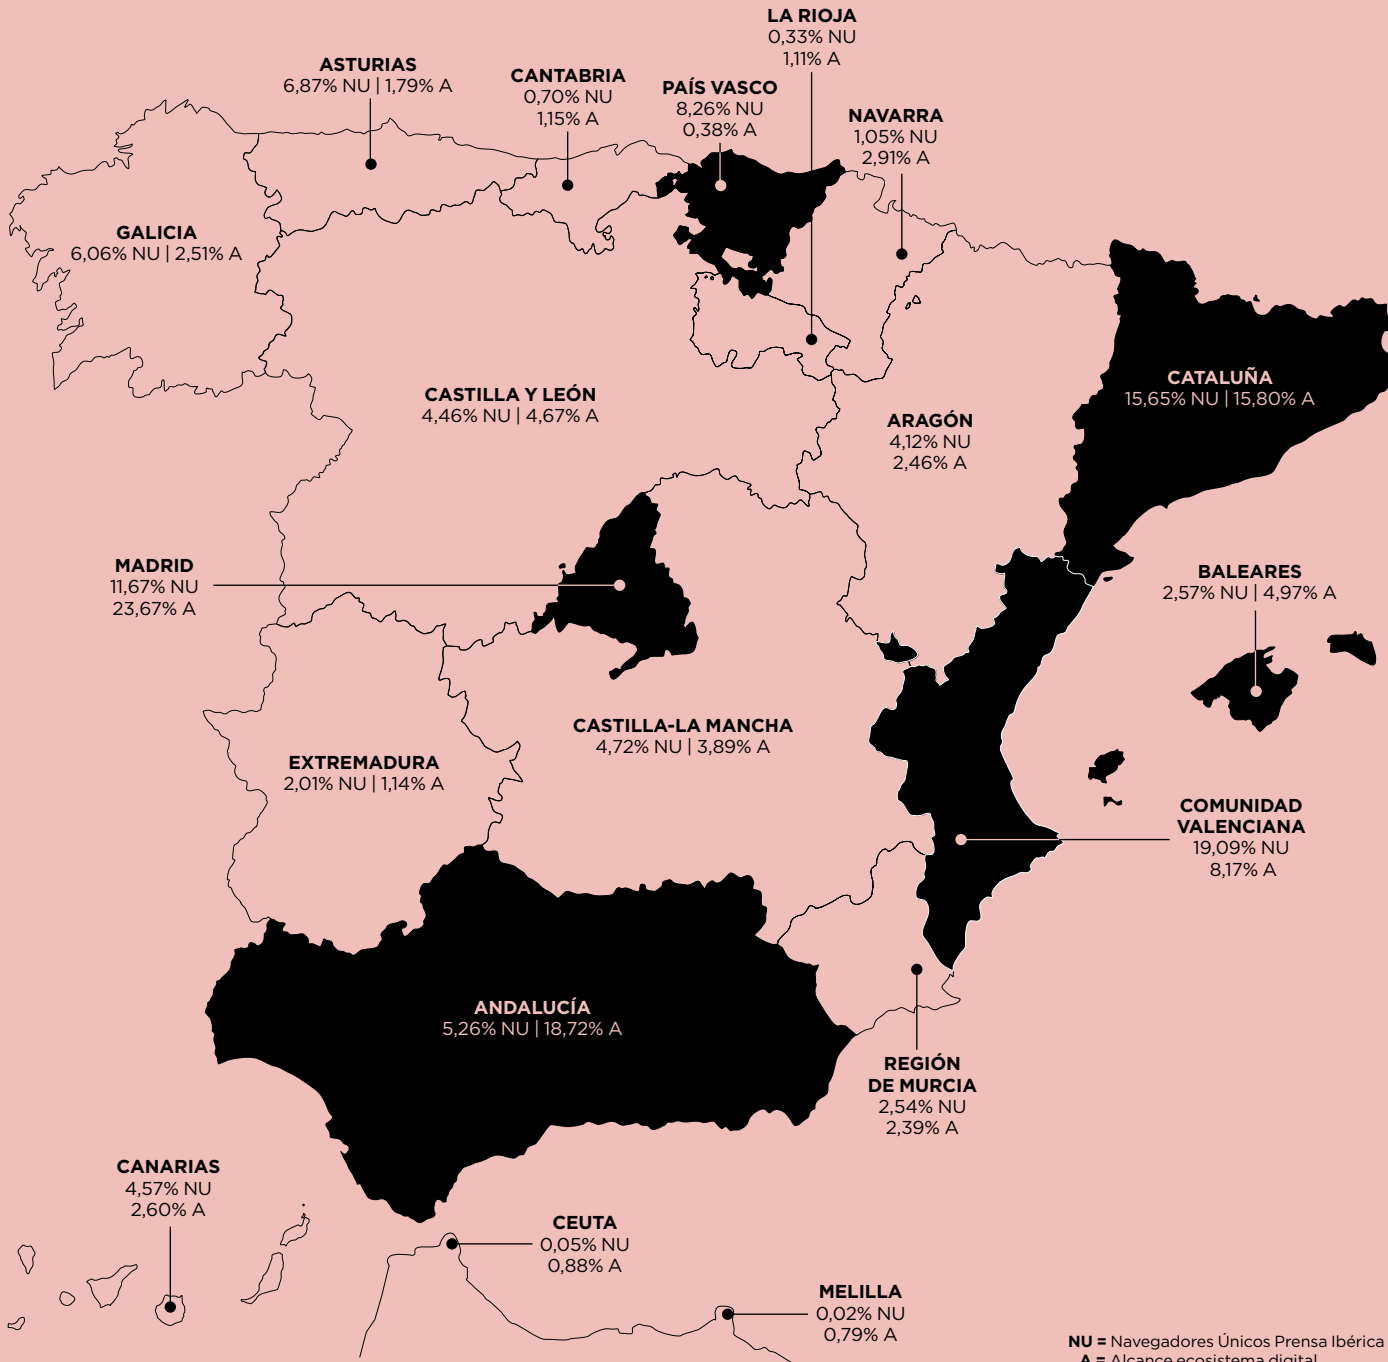 LA RIOJA
0,33% NU
1,11% A
ASTURIAS
6,87% NU | 1,79% A
CANTABRIA
0,70% NU
1,15% A
PAÍS VASCO
8,26% NU
0,38% A
NAVARRA
1,05% NU
2,91% A
GALICIA
6,06% NU | 2,51% A
CASTILLA Y LEÓN
4,46% NU | 4,67% A
ARAGÓN
4,12% NU
2,46% A
CATALUÑA
15,65% NU | 15,80% A
MADRID
11,67% NU
23,67% A
BALEARES
2,57% NU | 4,97% A
CASTILLA-LA MANCHA
4,72% NU | 3,89% A
EXTREMADURA
2,01% NU | 1,14% A
COMUNIDAD
VALENCIANA
19,09% NU
8,17% A
ANDALUCÍA
5,26% NU | 18,72% A
REGIÓN
DE MURCIA
2,54% NU
2,39% A
CANARIAS
4,57% NU
2,60% A
CEUTA
0,05% NU
0,88% A
MELILLA
0,02% NU
0,79% A
NU = Navegadores Únicos Prensa Ibérica
A = Alcance ecosistema digital